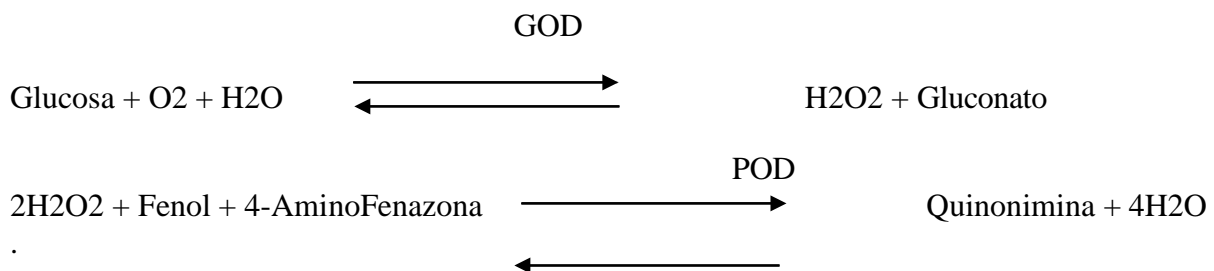 GOD
Glucosa + O2 + H2O H2O2 + Gluconato
POD
2H2O2 + Fenol + 4-AminoFenazona Quinonimina + 4H2O
.